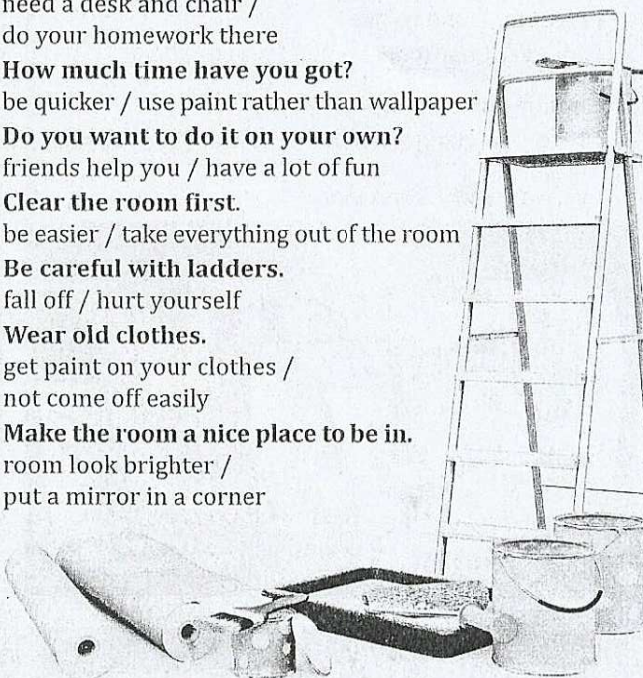 need a desk and chair /
do your homework there
How much time have you got?
be quicker / use paint rather than wallpaper
Do you want to do it on your own?
friends help you / have a lot of fun
Clear the room first.
be easier / take everything out of the room
Be careful with ladders.
fall off / hurt yourself
Wear old clothes.
get paint on your clothes /
not come off easily
Make the room a nice place to be in.
room look brighter /
put a mirror in a corner